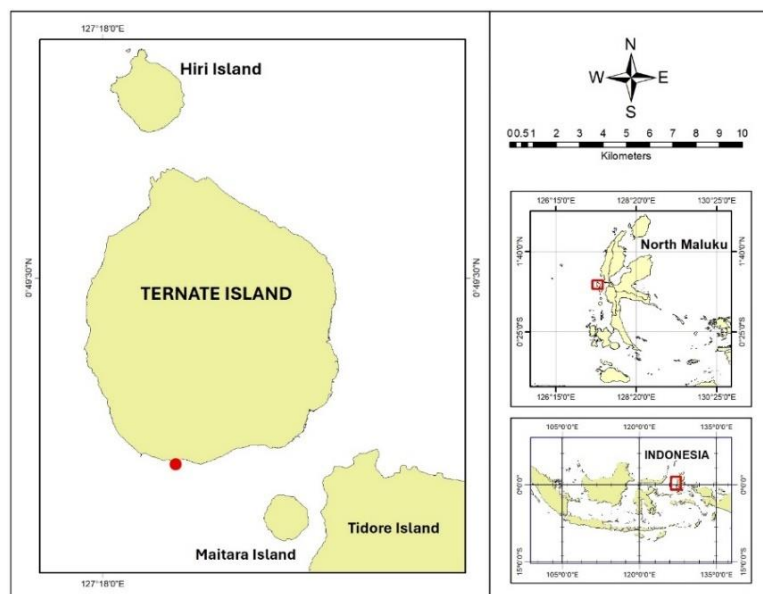 127°18'0"E
Hiri Island
0°49'30"N
0°49'30"N
TERNATE ISLAND
Tidore Island
Maitara Island
127°18'0"E
N
W E
S
0 0.5 1 2 3 4 5 6 7 8 9 10
Kilometers
126°15'0"E 128°20'0"E 130°25'0"E
North Maluku
1°40'0"N
1°40'0"N
0°25'0"S
0°25'0"S
126°15'0"E 128°20'0"E 130°25'0"E
105°0'0"E 120°0'0"E 135°0'0"E
INDONESIA
0°0'0"
0°0'0"
15°0'0"S
15°0'0"S
105°0'0"E 120°0'0"E 135°0'0"E